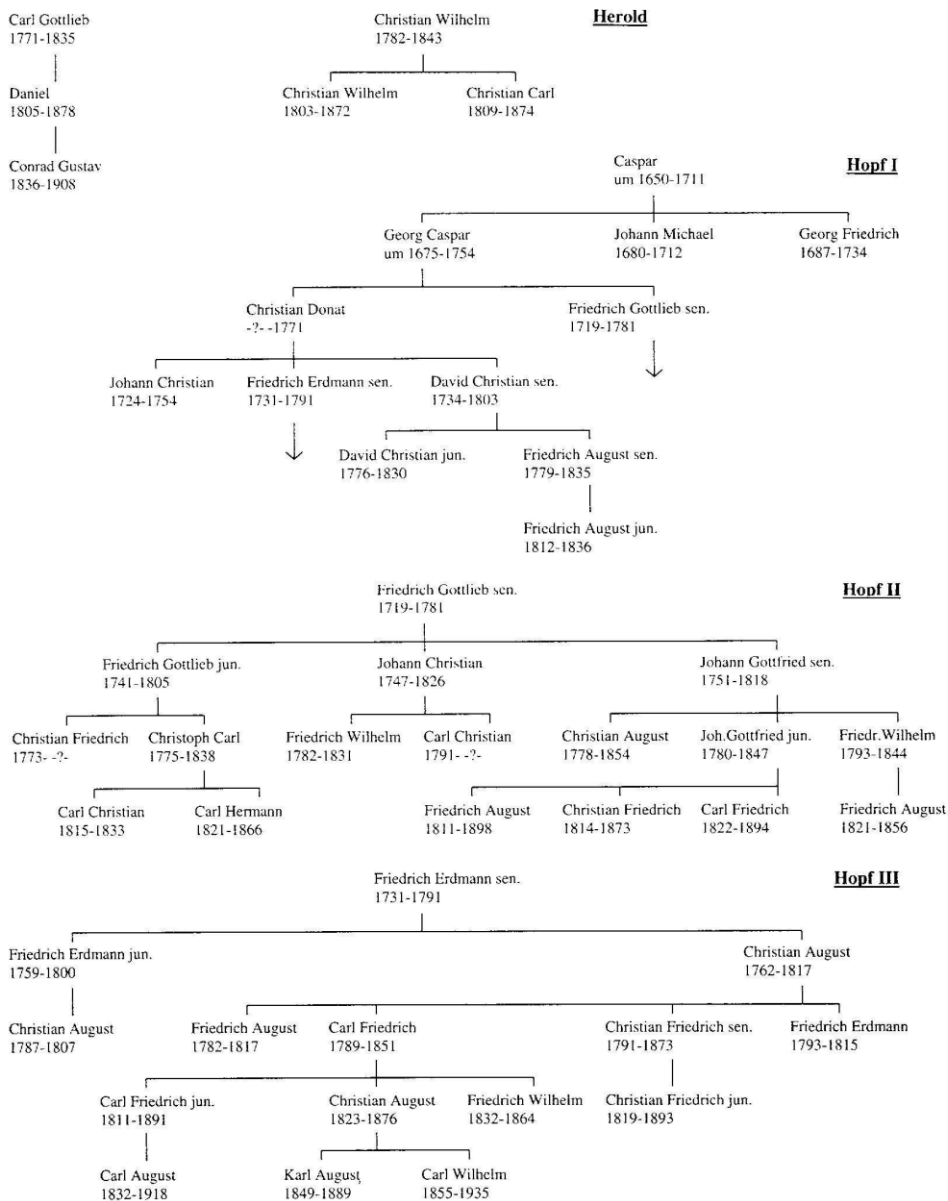 Herold
Carl Gottlieb
1771-1835
Christian Wilhelm
1782-1843
Daniel
1805-1878
Christian Wilhelm
1803-1872
Christian Carl
1809-1874
Conrad Gustav
1836-1908
Hopf I
Caspar
um 1650-1711
Georg Caspar
um 1675-1754
Johann Michael
1680-1712
Georg Friedrich
1687-1734
Christian Donat
-?- -1771
Friedrich Gottlieb sen.
1719-1781
Johann Christian
1724-1754
Friedrich Erdmann sen.
1731-1791
David Christian sen.
1734-1803
David Christian jun.
1776-1830
Friedrich August sen.
1779-1835
Friedrich August jun.
1812-1836
Hopf II
Friedrich Gottlieb sen.
1719-1781
Friedrich Gottlieb jun.
1741-1805
Johann Christian
1747-1826
Johann Gottfried sen.
1751-1818
Christian Friedrich
1773- -?-
Christoph Carl
1775-1838
Friedrich Wilhelm
1782-1831
Carl Christian
1791- -?-
Christian August
1778-1854
Joh.Gottfried jun.
1780-1847
Friedr.Wilhelm
1793-1844
Carl Christian
1815-1833
Carl Hermann
1821-1866
Friedrich August
1811-1898
Christian Friedrich
1814-1873
Carl Friedrich
1822-1894
Friedrich August
1821-1856
Hopf III
Friedrich Erdmann sen.
1731-1791
Friedrich Erdmann jun.
1759-1800
Christian August
1762-1817
Christian August
1787-1807
Friedrich August
1782-1817
Carl Friedrich
1789-1851
Christian Friedrich sen.
1791-1873
Friedrich Erdmann
1793-1815
Carl Friedrich jun.
1811-1891
Christian August
1823-1876
Friedrich Wilhelm
1832-1864
Christian Friedrich jun.
1819-1893
Carl August
1832-1918
Karl August
1849-1889
Carl Wilhelm
1855-1935